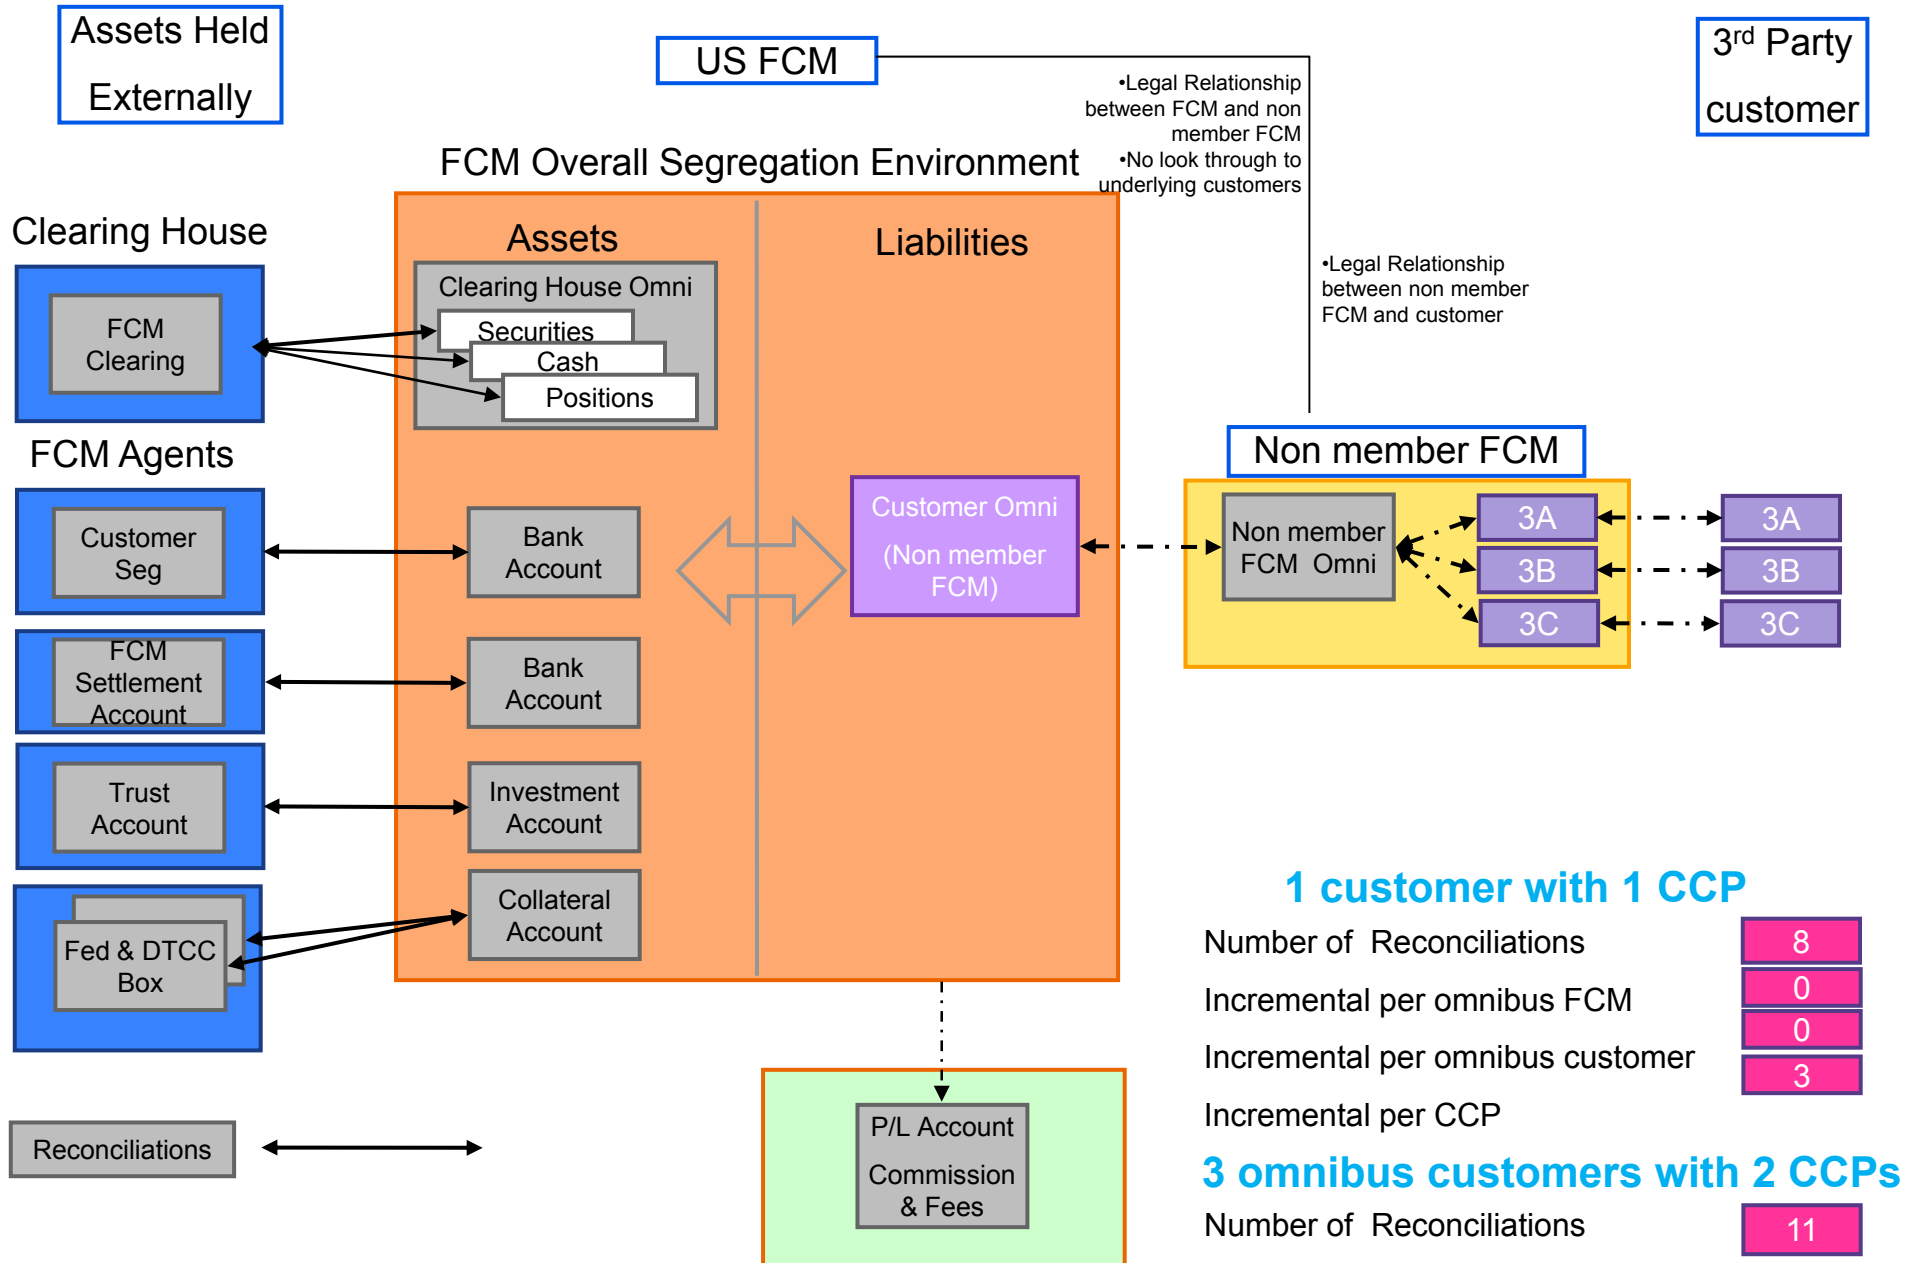 Assets Held
Externally
US FCM
3rd Party
customer
•Legal Relationship
between FCM and non
member FCM
•No look through to
underlying customers
FCM Overall Segregation Environment
Clearing House
Assets
Liabilities
•Legal Relationship
between non member
FCM and customer
FCM
Clearing
Clearing House Omni
Securities
Cash
Positions
FCM Agents
Non member FCM
Customer
Seg
Bank
Account
Customer Omni
(Non member
FCM)
Non member
FCM Omni
3A
3B
3C
3A
3B
3C
FCM
Settlement
Account
Bank
Account
Trust
Account
Investment
Account
Fed & DTCC
Box
Collateral
Account
1 customer with 1 CCP
Number of Reconciliations
8
Incremental per omnibus FCM
0
Incremental per omnibus customer
0
Incremental per CCP
3
Reconciliations
P/L Account
Commission
& Fees
3 omnibus customers with 2 CCPs
Number of Reconciliations
11